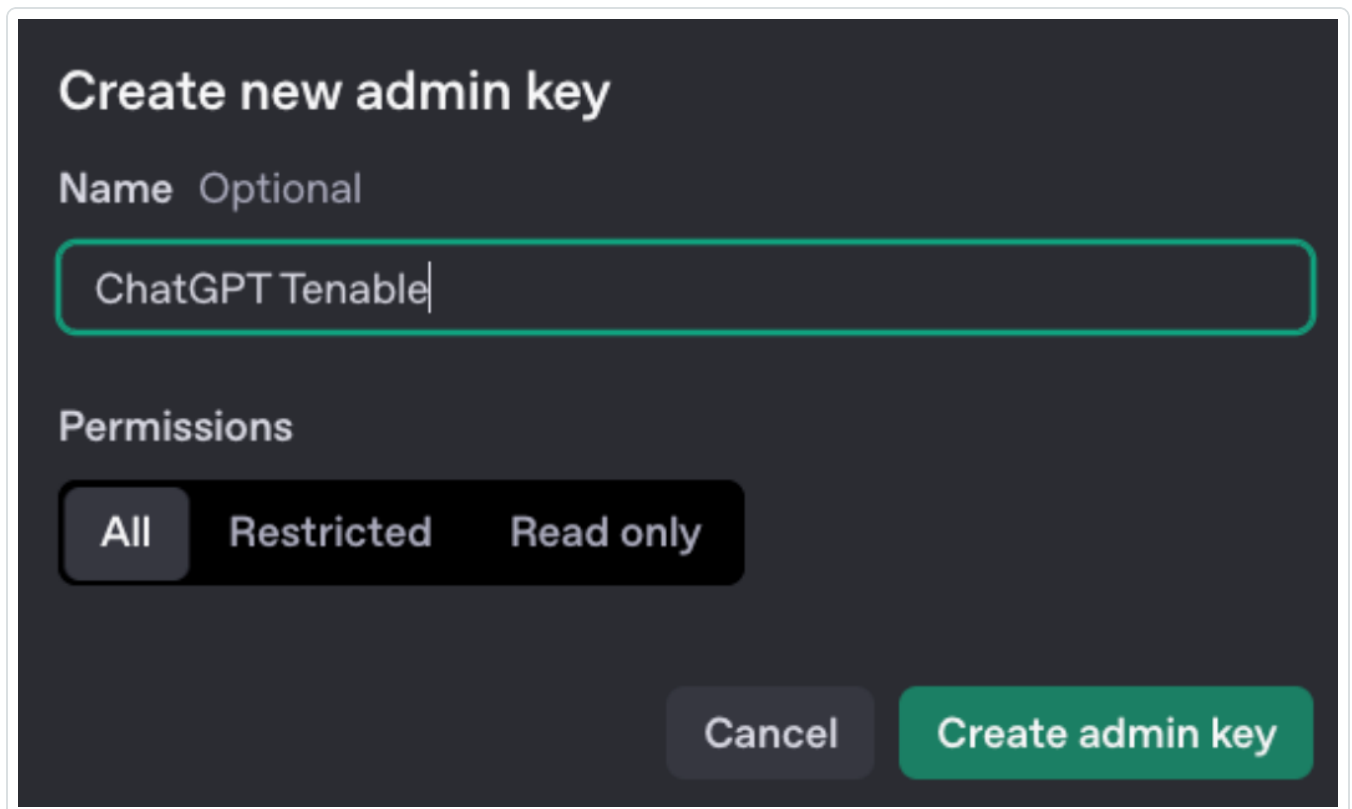 Create new admin key
Name Optional
ChatGPT Tenable
Permissions
All Restricted Read only
Cancel Create admin key